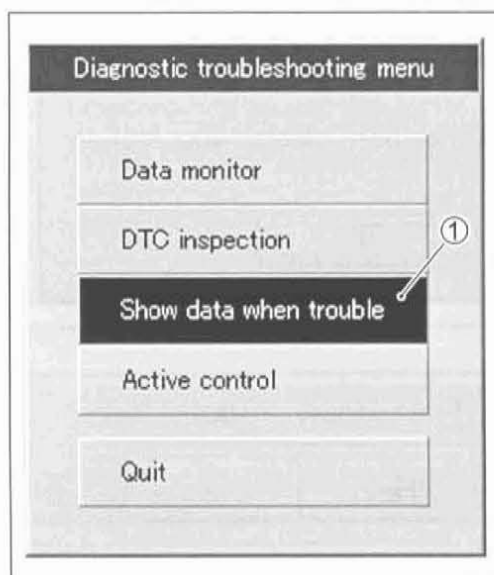 Diagnostic troubleshooting menu
Data monitor
DTC inspection
①
Show data when trouble
Active control
Quit